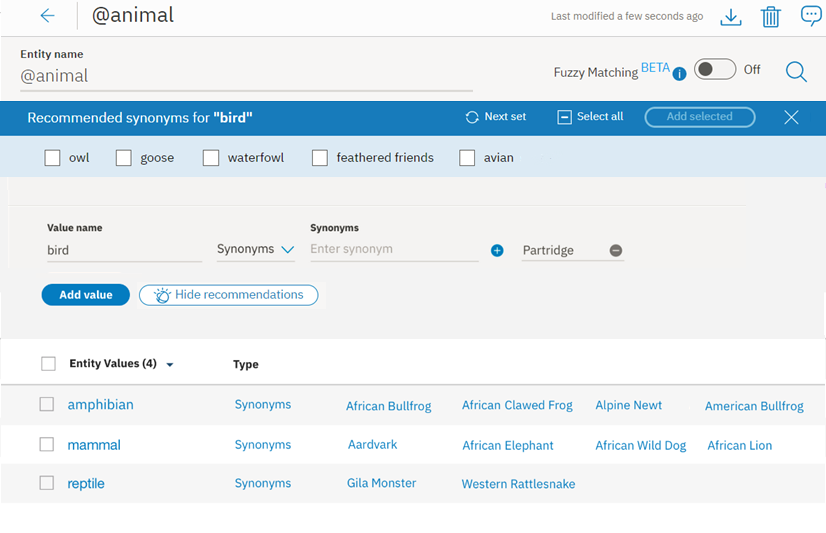 @animal
Last modified a few seconds ago
Entity name
@animal
Fuzzy Matching BETA i Off
Recommended synonyms for "bird"
Next set Select all Add selected
owl goose waterfowl feathered friends avian
Value name Synonyms
bird Synonyms Enter synonym Partridge
Add value Hide recommendations
Entity Values (4) Type
amphibian Synonyms African Bullfrog African Clawed Frog Alpine Newt American Bullfrog
mammal Synonyms Aardvark African Elephant African Wild Dog African Lion
reptile Synonyms Gila Monster Western Rattlesnake